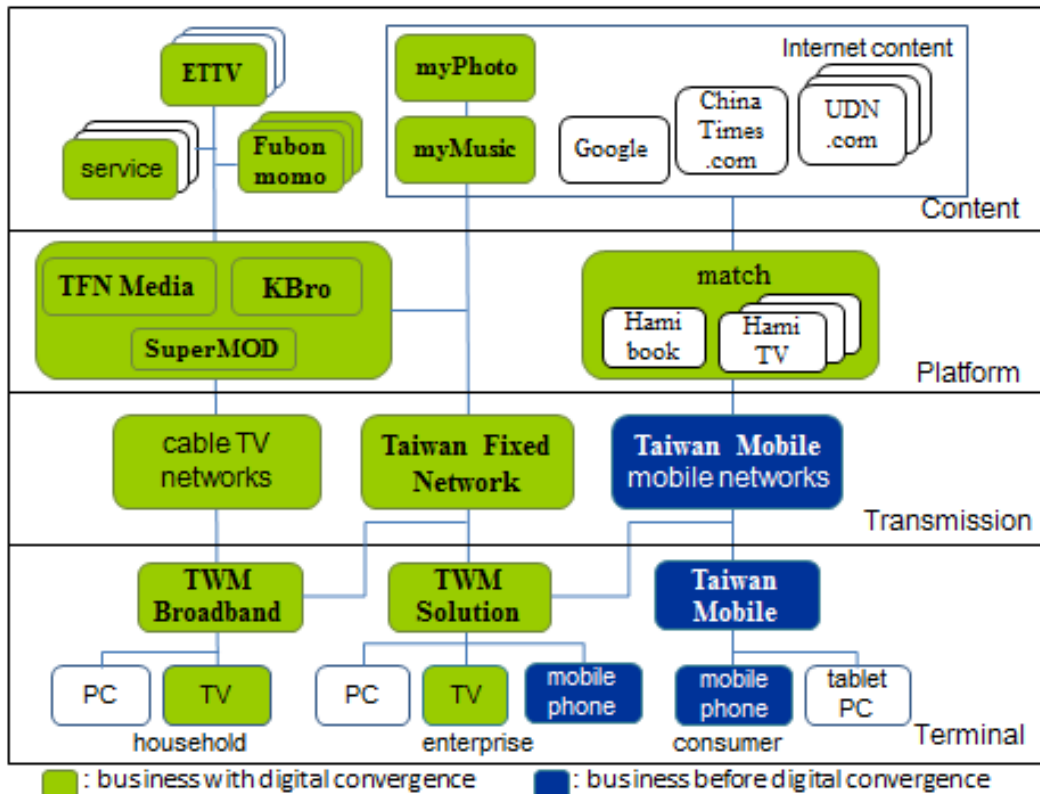 Internet content
ETTV
service
Fubon
momo
myPhoto
myMusic
Google
China
Times
.com
UDN
.com
Content
TFN Media
KBro
SuperMOD
match
Hami
book
Hami
TV
Platform
cable TV
networks
Taiwan Fixed
Network
Taiwan Mobile
mobile networks
Transmission
TWM
Broadband
TWM
Solution
Taiwan
Mobile
PC
TV
PC
TV
mobile
phone
mobile
phone
tablet
PC
household
enterprise
consumer
Terminal
: business with digital convergence
: business before digital convergence